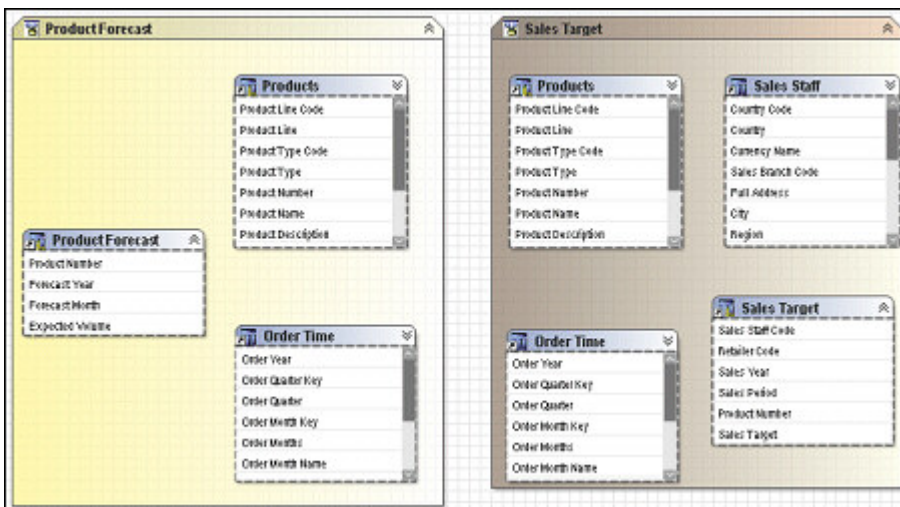 Product Forecast
Products
Product Line Code
Product Line
Product Type Code
Product Type
Product Number
Product Name
Product Description
Product Forecast
Product Number
Forecast Year
Forecast Month
Expected Volume
Order Time
Order Year
Order Quarter Key
Order Quarter
Order Month Key
Order Months
Order Month Name
Sales Target
Products
Product Line Code
Product Line
Product Type Code
Product Type
Product Number
Product Name
Product Description
Sales Staff
Country Code
Country
Currency Name
Sales Branch Code
Full Address
City
Region
Order Time
Order Year
Order Quarter Key
Order Quarter
Order Month Key
Order Months
Order Month Name
Sales Target
Sales Staff Code
Retailer Code
Sales Year
Sales Period
Product Number
Sales Target